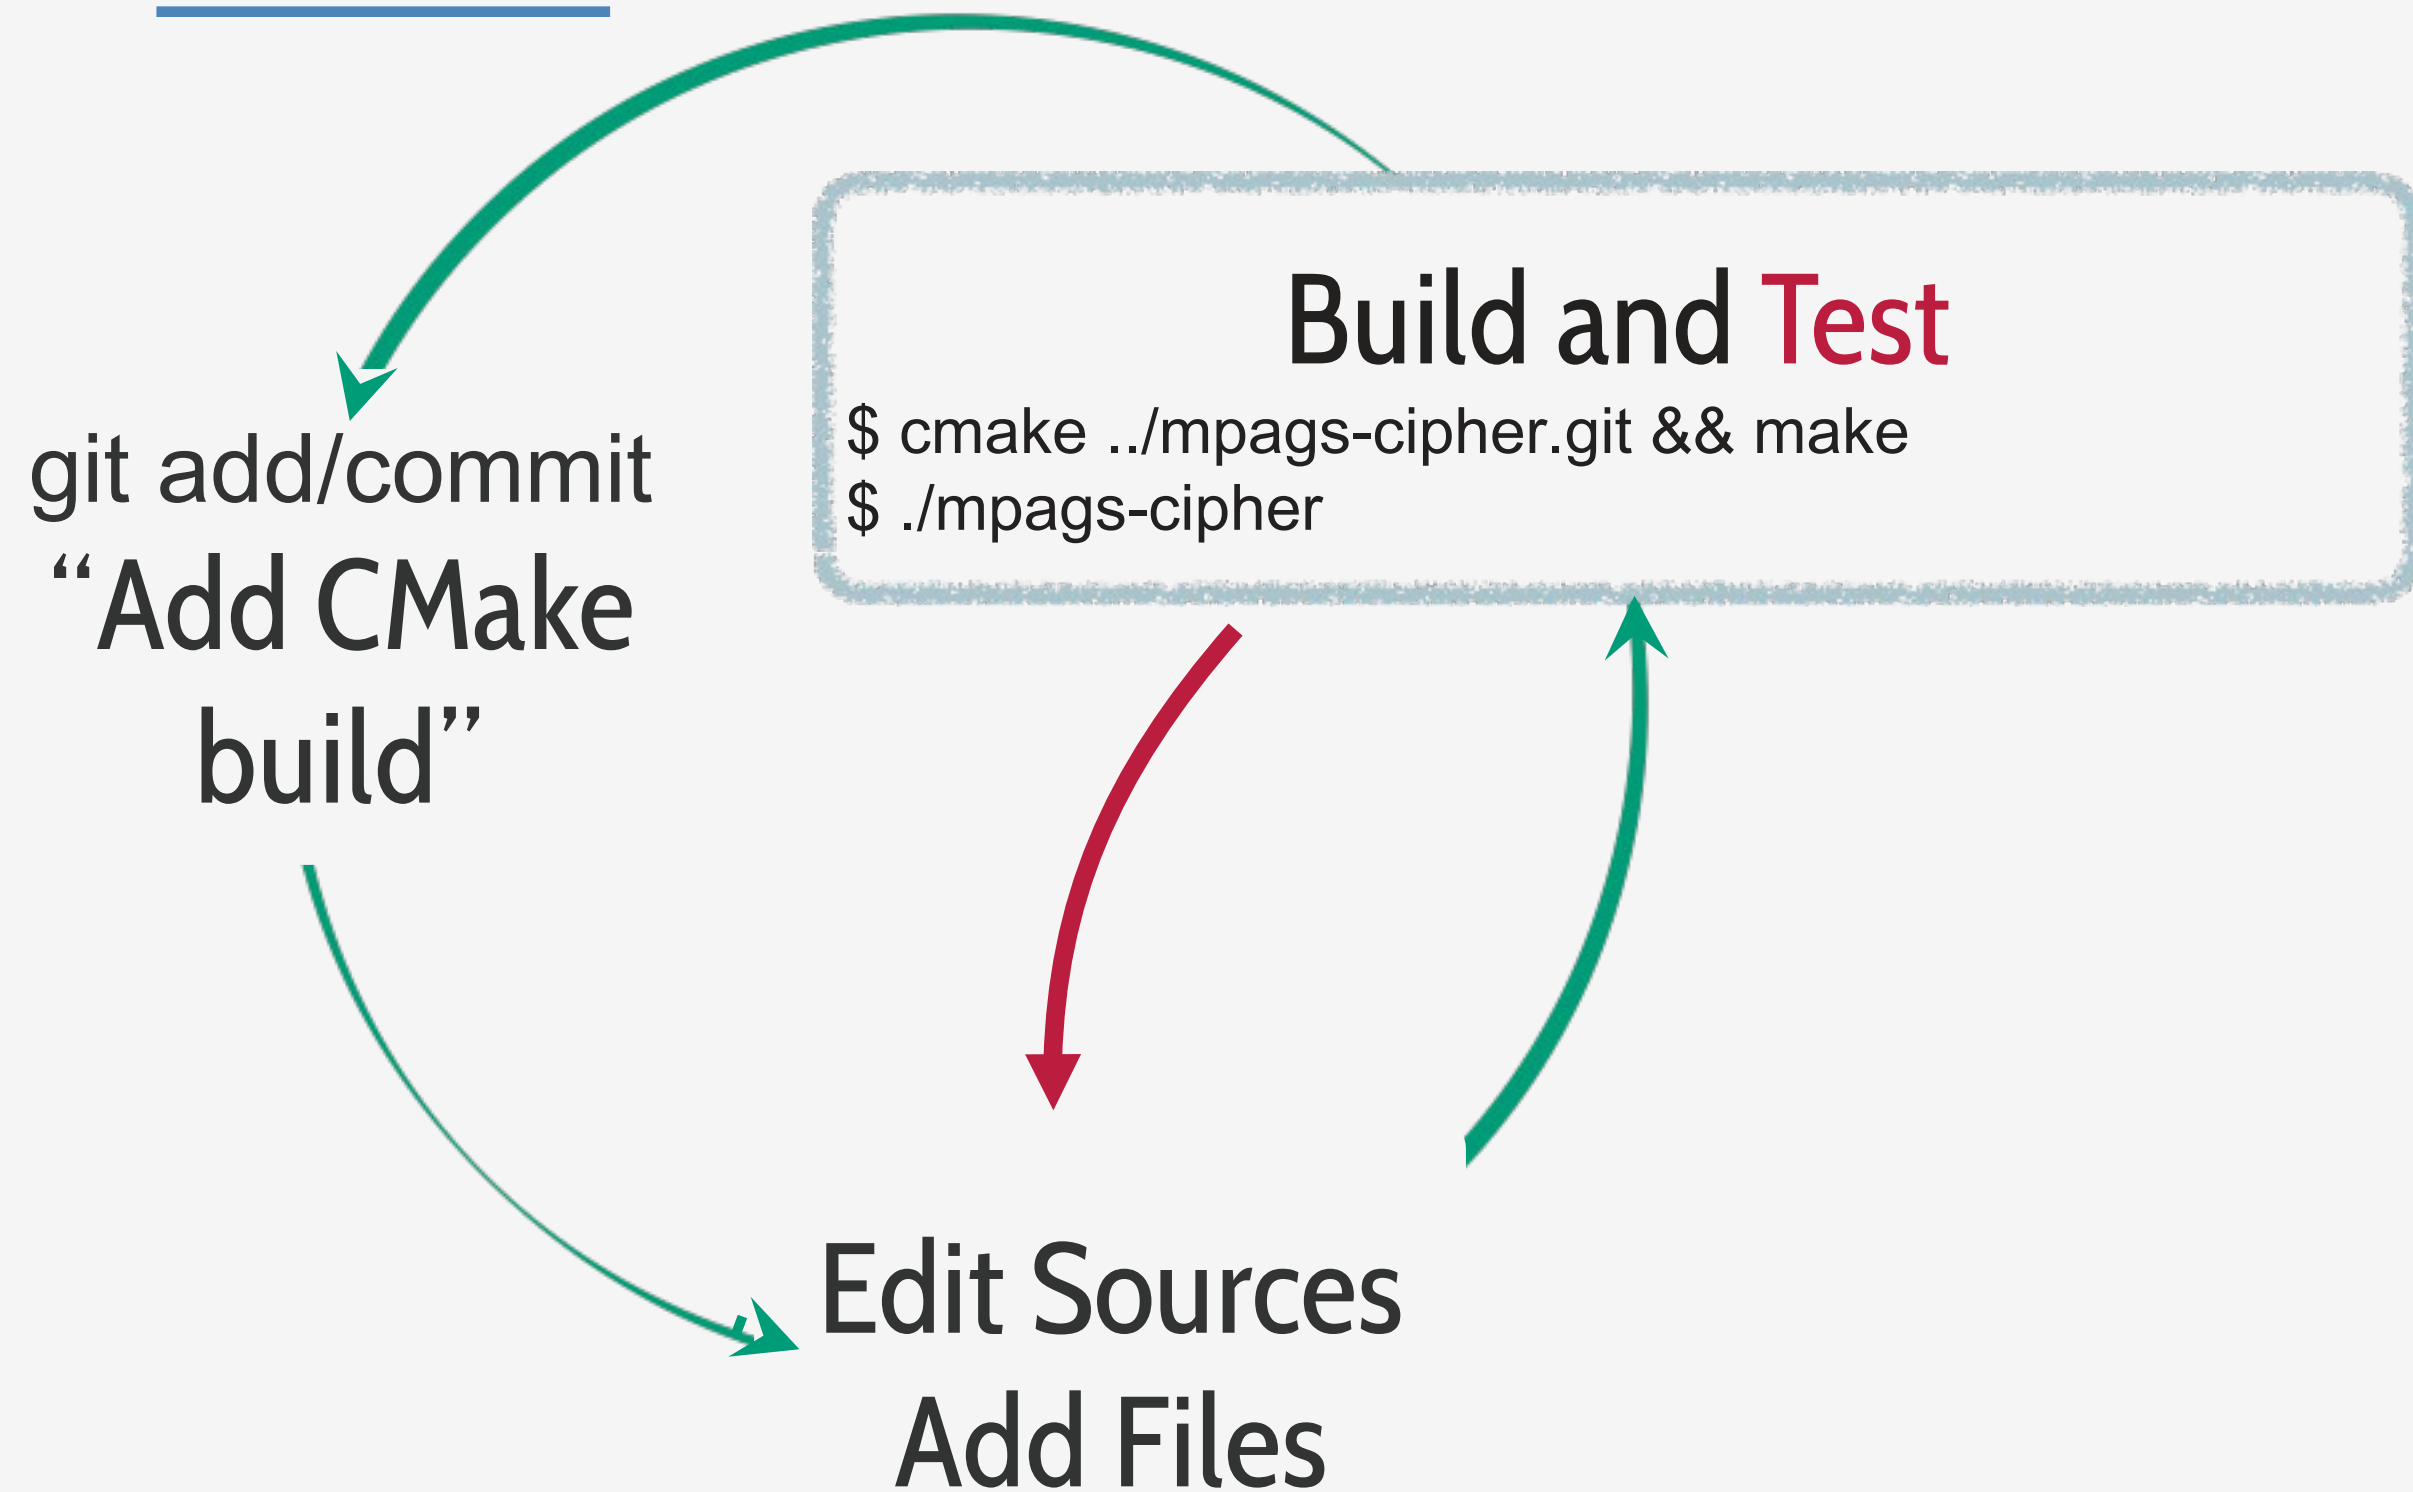 Build and Test
$ cmake ../mpags-cipher.git && make
$ ./mpags-cipher
git add/commit
“Add CMake
build”
Edit Sources
Add Files